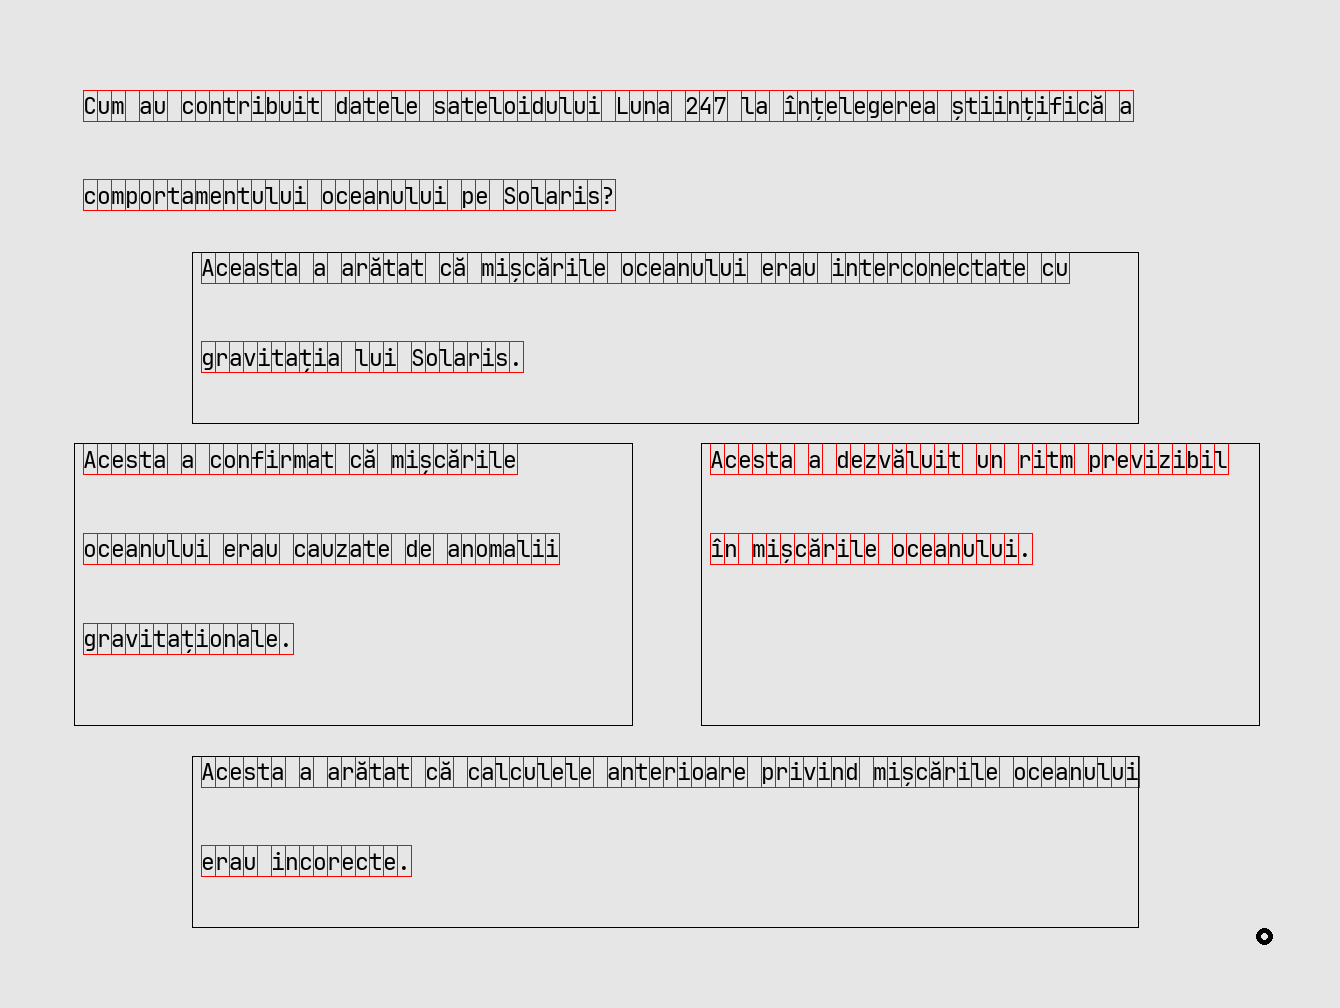 Cum au contribuit datele sateloidului Luna 247 la înțelegerea științifică a
comportamentului oceanului pe Solaris?
Aceasta a arătat că mișcările oceanului erau interconectate cu
gravitația lui Solaris.
Acesta a confirmat că mișcările
oceanului erau cauzate de anomalii
gravitaționale.
Acesta a dezvăluit un ritm previzibil
în mișcările oceanului.
Acesta a arătat că calculele anterioare privind mișcările oceanului
erau incorecte.